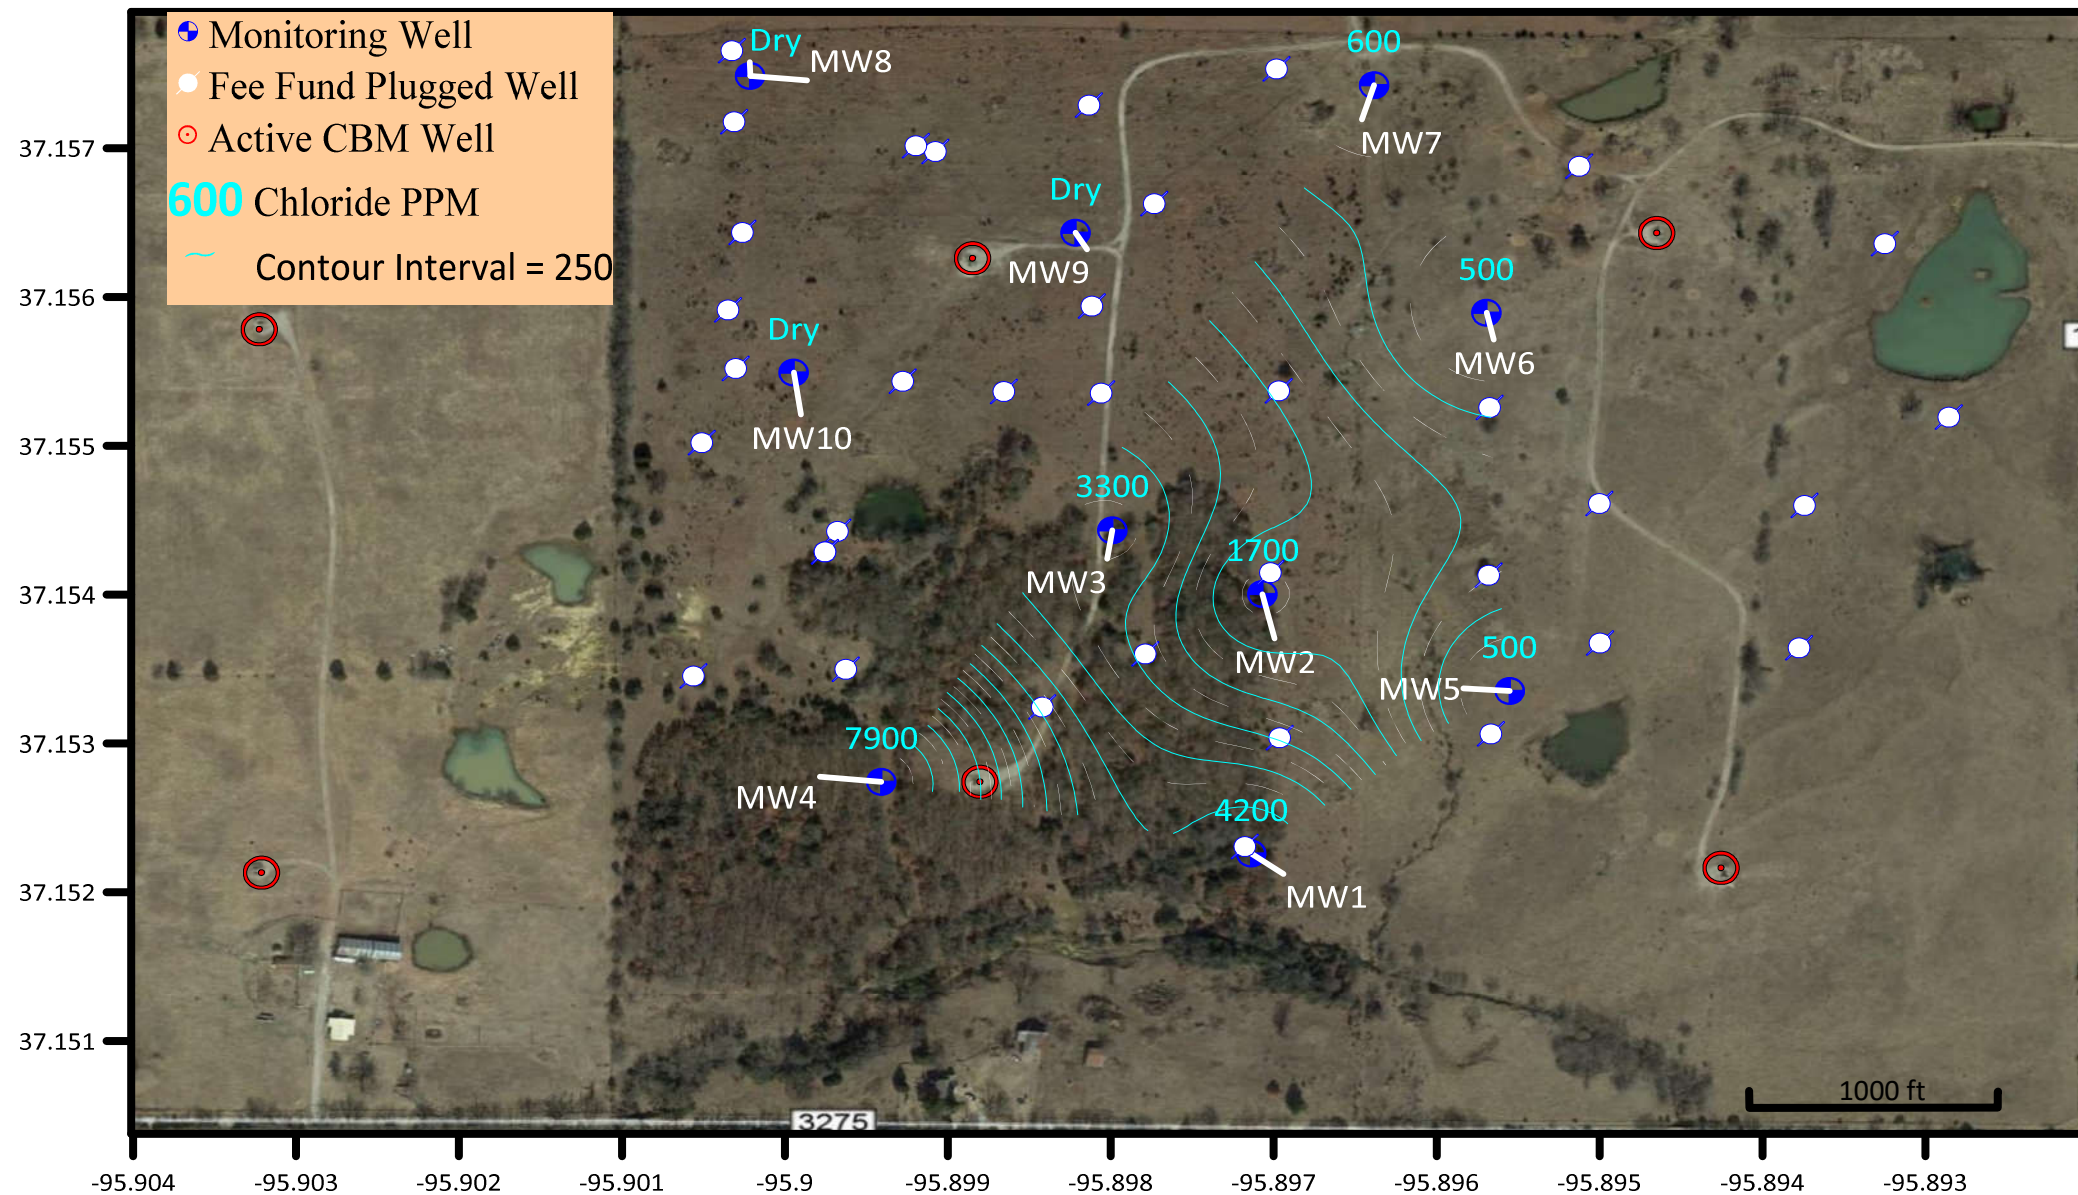 Monitoring Well
Fee Fund Plugged Well
Active CBM Well
600 Chloride PPM
Contour Interval = 250
Dry
MW8
600
MW7
Dry
MW9
500
MW6
Dry
MW10
3300
MW3
1700
MW2
500
MW5
7900
MW4
4200
MW1
37.157
37.156
37.155
37.154
37.153
37.152
37.151
1000 ft
3275
-95.904
-95.903
-95.902
-95.901
-95.9
-95.899
-95.898
-95.897
-95.896
-95.895
-95.894
-95.893